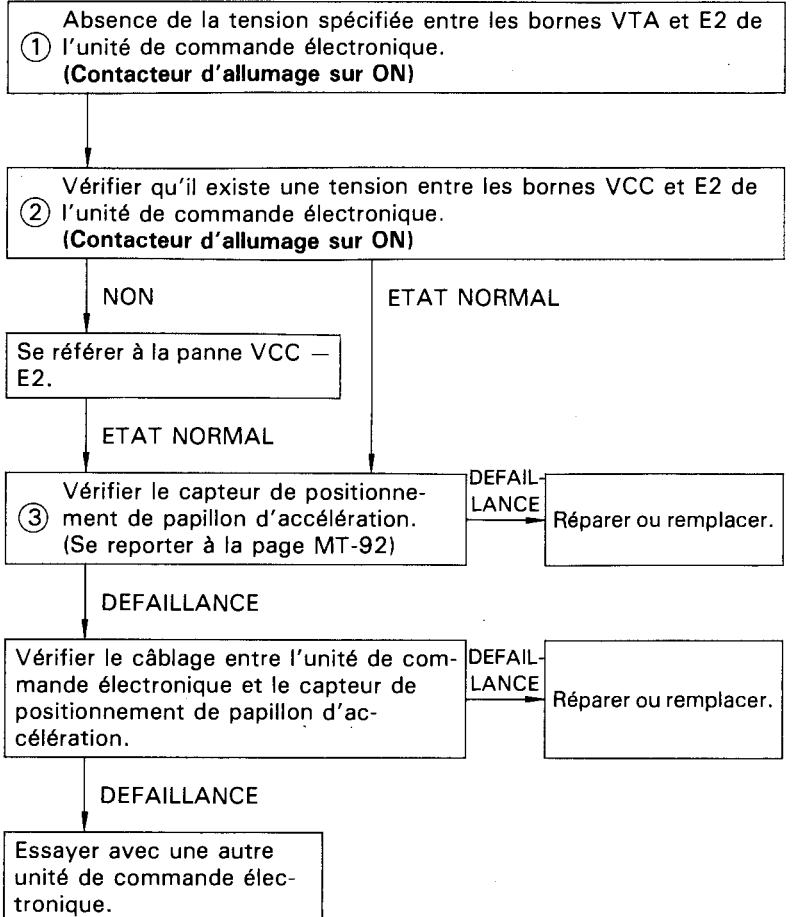 Absence de la tension spécifiée entre les bornes VTA et E2 de
① l'unité de commande électronique.
(Contacteur d'allumage sur ON)
Vérifier qu'il existe une tension entre les bornes VCC et E2 de
② l'unité de commande électronique.
(Contacteur d'allumage sur ON)
NON
ETAT NORMAL
Se référer à la panne VCC —
E2.
ETAT NORMAL
Vérifier le capteur de positionne-
③ ment de papillon d'accélération.
(Se reporter à la page MT-92)
DEFAIL-
LANCE
Réparer ou remplacer.
DEFAILLANCE
Vérifier le câblage entre l'unité de com-
mande électronique et le capteur de
positionnement de papillon d'ac-
célération.
DEFAIL-
LANCE
Réparer ou remplacer.
DEFAILLANCE
Essayer avec une autre
unité de commande élec-
tronique.